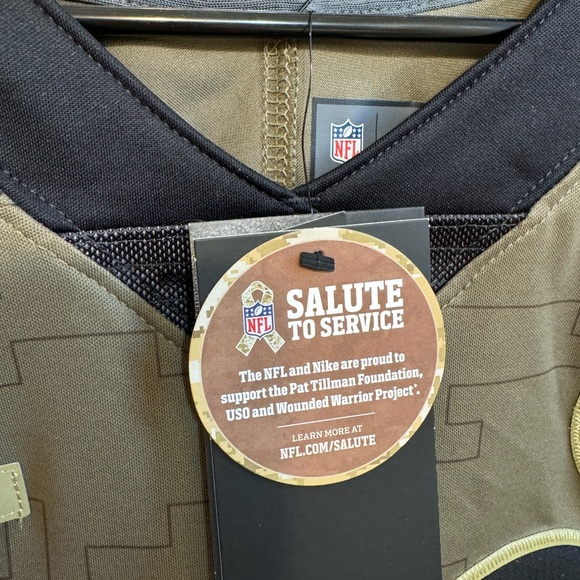 NFL
NFL
SALUTE
TO SERVICE
The NFL and Nike are proud to
support the Pat Tillman Foundation,
USO and Wounded Warrior Project*.
LEARN MORE AT
NFL.COM/SALUTE